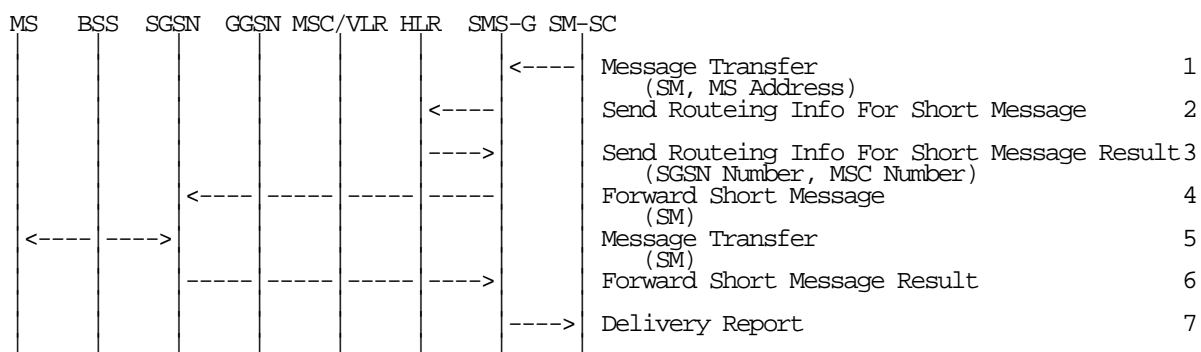 MS BSS SGSN GGSN MSC/VLR HLR SMS-G SM-SC
<---- Message Transfer 1
(SM, MS Address)
<---- Send Routeing Info For Short Message 2
----> Send Routeing Info For Short Message Result3
(SGSN Number, MSC Number)
<---- ----- ----- ----- Forward Short Message 4
(SM)
<---- ----> Message Transfer 5
(SM)
----- ----- ----- ----> Forward Short Message Result 6
----> Delivery Report 7